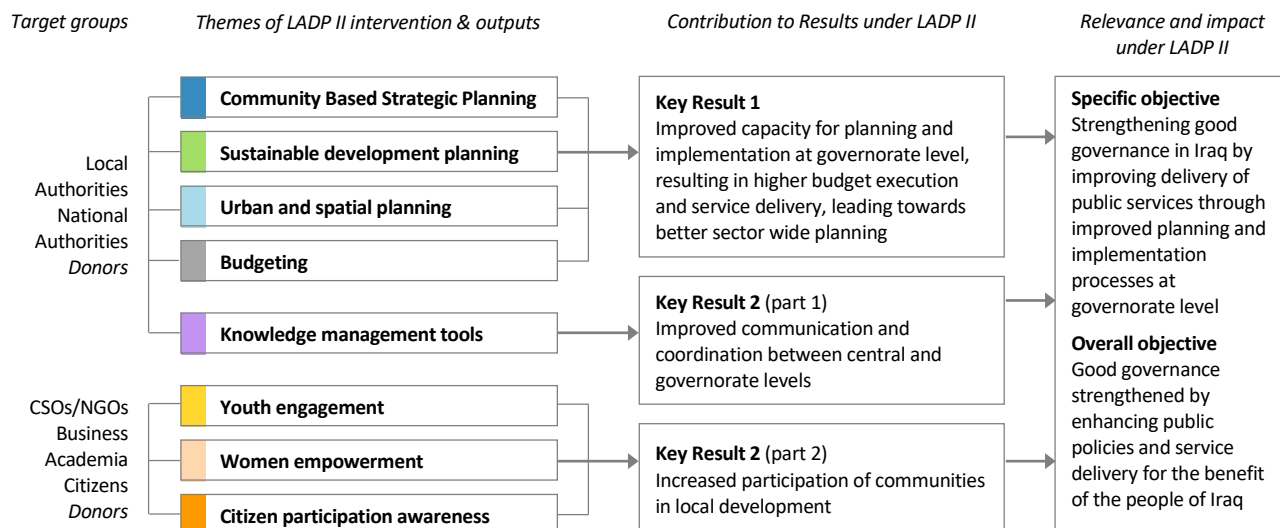 Target groups
Themes of LADP II intervention & outputs
Contribution to Results under LADP II
Relevance and impact
under LADP II
Local
Authorities
National
Authorities
Donors
Community Based Strategic Planning
Sustainable development planning
Urban and spatial planning
Budgeting
Knowledge management tools
CSOs/NGOs
Business
Academia
Citizens
Donors
Youth engagement
Women empowerment
Citizen participation awareness
Key Result 1
Improved capacity for planning and
implementation at governorate level,
resulting in higher budget execution
and service delivery, leading towards
better sector wide planning
Key Result 2 (part 1)
Improved communication and
coordination between central and
governorate levels
Key Result 2 (part 2)
Increased participation of communities
in local development
Specific objective
Strengthening good
governance in Iraq by
improving delivery of
public services through
improved planning and
implementation
processes at
governorate level
Overall objective
Good governance
strengthened by
enhancing public
policies and service
delivery for the benefit
of the people of Iraq